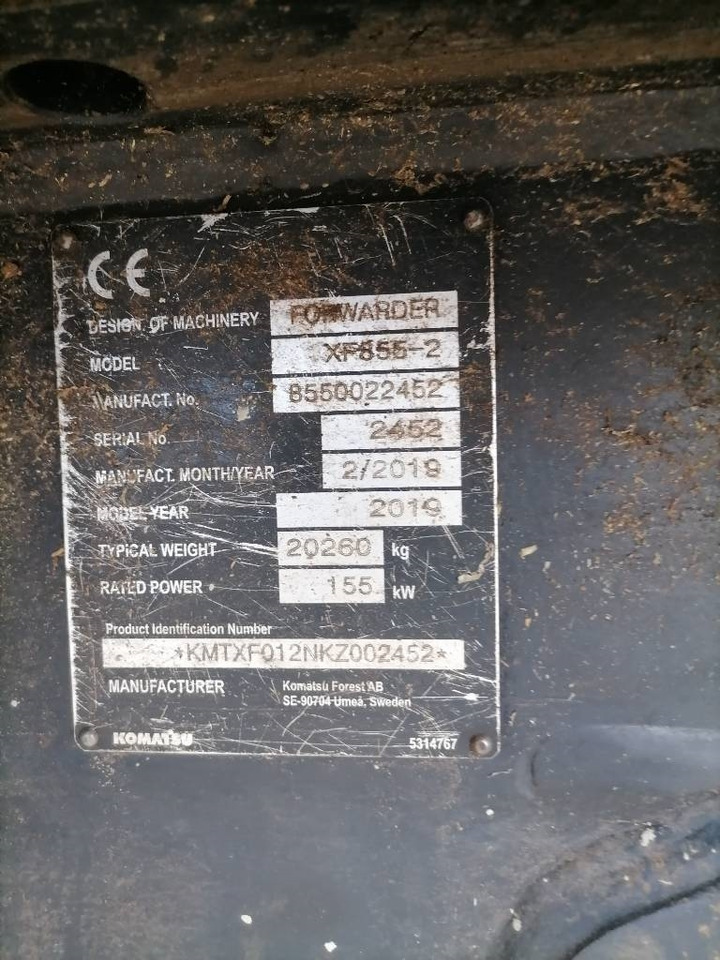 CE
DESIGN OF MACHINERY FORWARDER
MODEL XF855-2
MANUFACT. No. 8550022452
SERIAL No. 2452
MANUFACT. MONTH/YEAR 2/2019
MODEL YEAR 2019
TYPICAL WEIGHT 20260 kg
RATED POWER 155 kW
Product Identification Number
*KMTXF012NKZ002452*
MANUFACTURER Komatsu Forest AB
SE-90704 Umeå, Sweden
KOMATSU 5314767